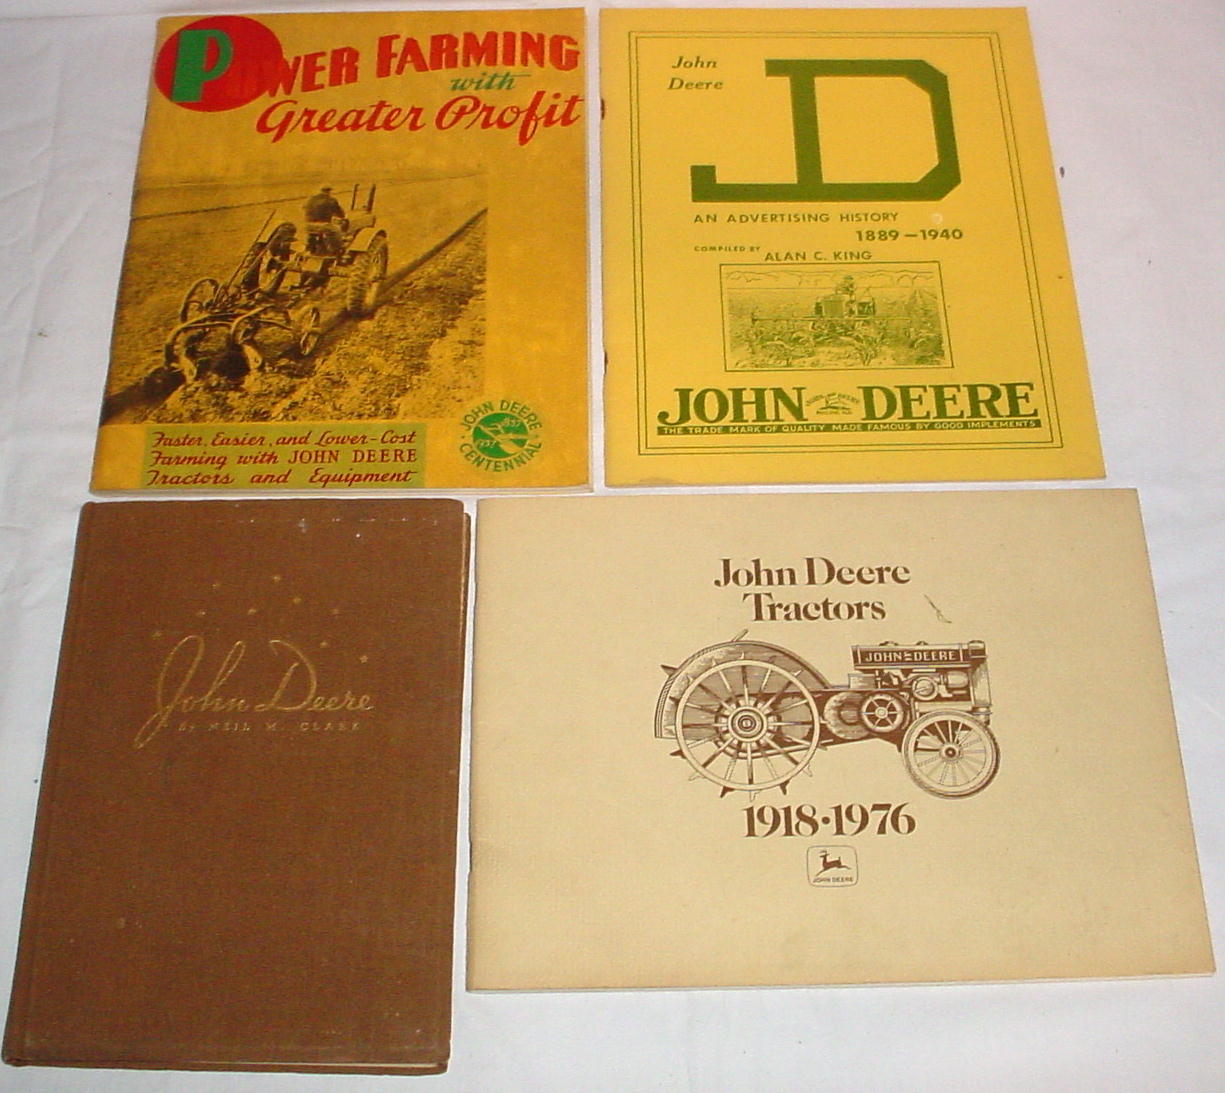 POWER FARMING
with
Greater Profit
Faster, Easier, and Lower-Cost
Farming with JOHN DEERE
Tractors and Equipment
JOHN DEERE
1837
1937
CENTENNIAL
John
Deere
JD
AN ADVERTISING HISTORY
1889-1940
COMPILED BY
ALAN C. KING
JOHN DEERE
THE TRADE MARK OF QUALITY MADE FAMOUS BY GOOD IMPLEMENTS
John Deere
By NEIL M. CLARK
John Deere
Tractors
JOHN DEERE
1918·1976
JOHN DEERE